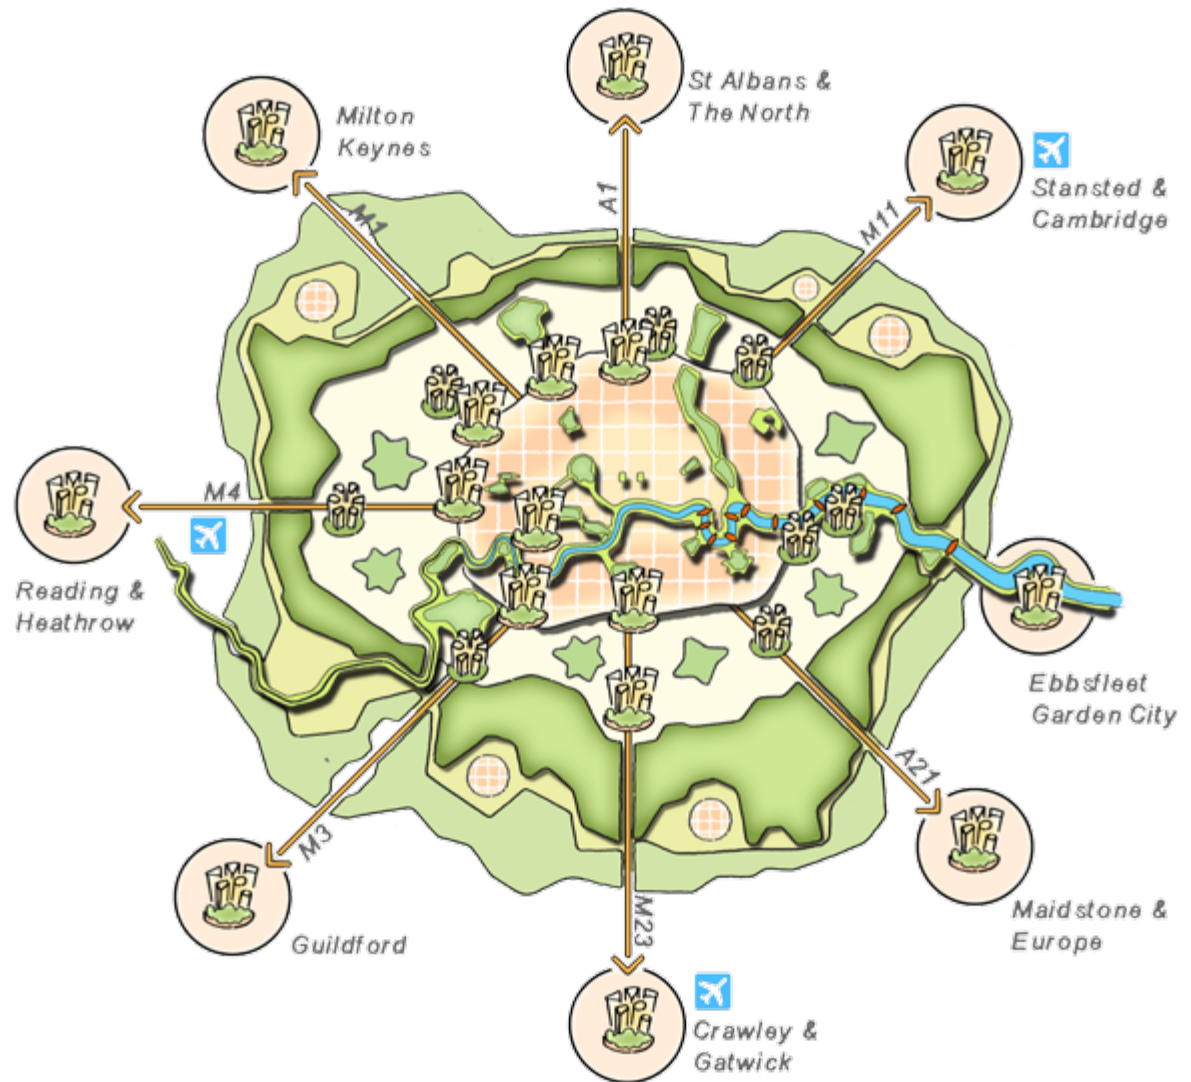 St Albans &
The North
Milton
Keynes
Stansted &
Cambridge
A1
M1
M11
M4
Reading &
Heathrow
Ebbsfleet
Garden City
A21
M3
Guildford
M23
Maidstone &
Europe
Crawley &
Gatwick